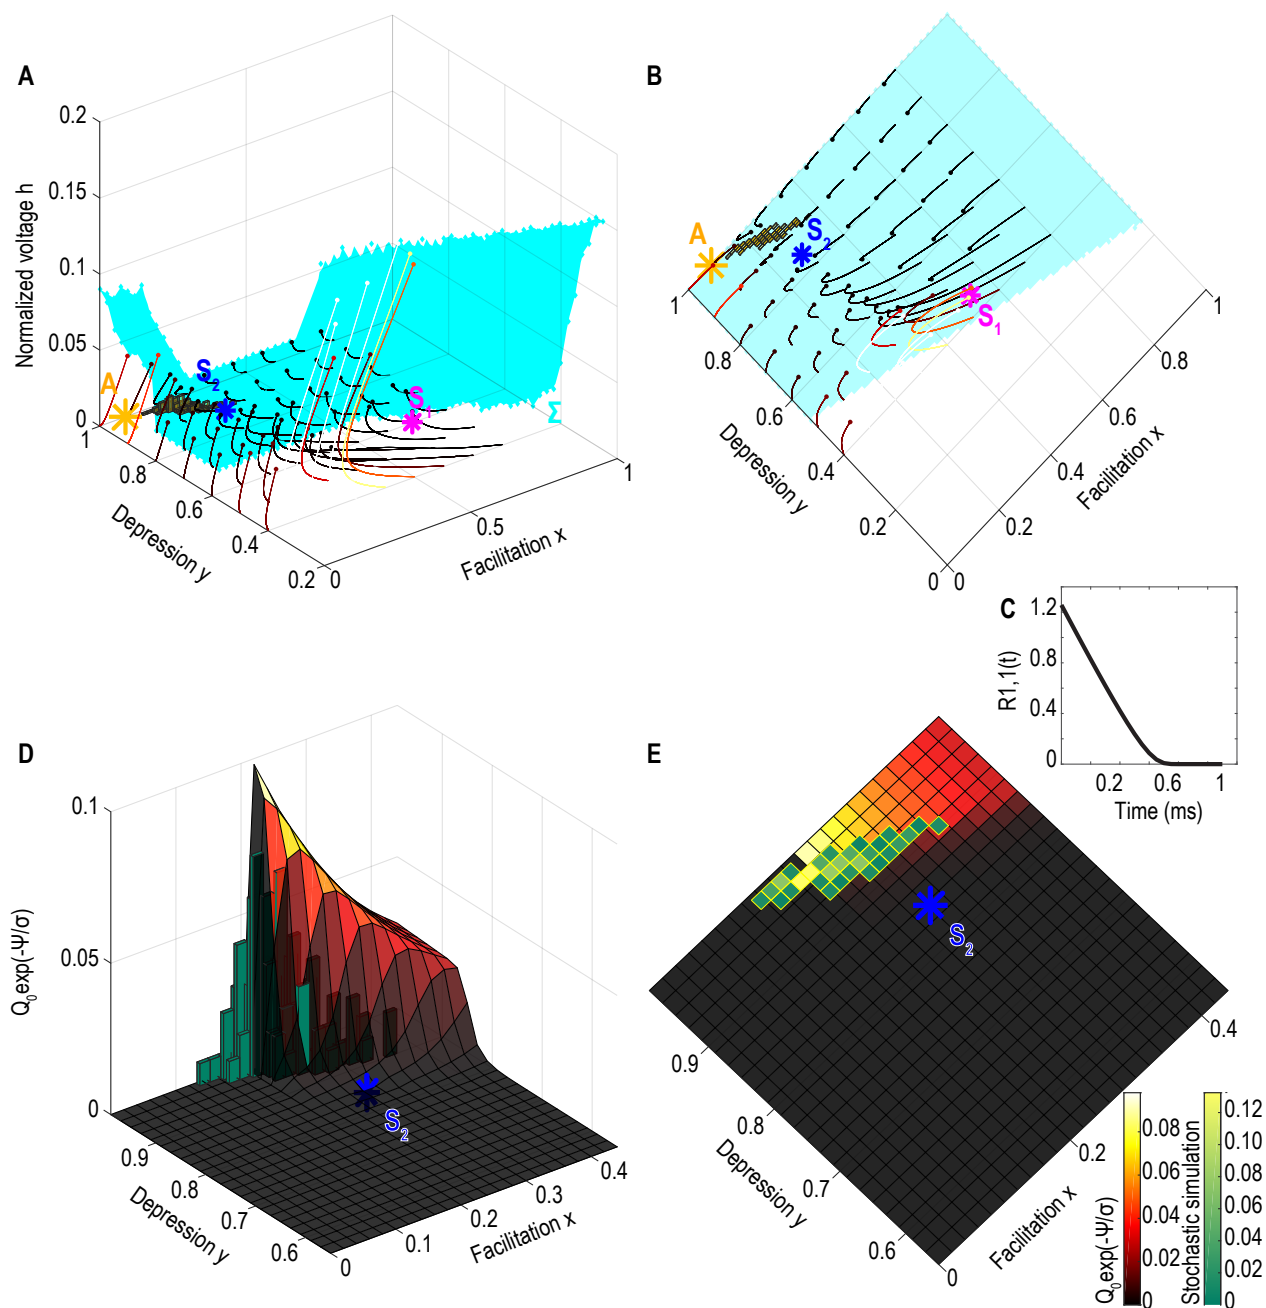 A
0.2
0.15
0.1
0.05
0
Normalized voltage h
A
S2
S1
Σ
1
0.8
0.6
0.4
0.2
Depression y
0
0.5
1
Facilitation x
B
A
S2
S1
1
0.8
0.6
0.4
0.2
0
Depression y
0
0.2
0.4
0.6
0.8
1
Facilitation x
C
1.2
0.8
0.4
0
R1,1(t)
0.2
0.6
1
Time (ms)
D
0.1
0.05
0
Q0 exp(-Ψ/σ)
S2
0.9
0.8
0.7
0.6
Depression y
0
0.1
0.2
0.3
0.4
Facilitation x
E
S2
0.9
0.8
0.7
0.6
Depression y
0
0.2
0.4
Facilitation x
Q0 exp(-Ψ/σ)
0.08
0.06
0.04
0.02
0
Stochastic simulation
0.12
0.10
0.08
0.06
0.04
0.02
0